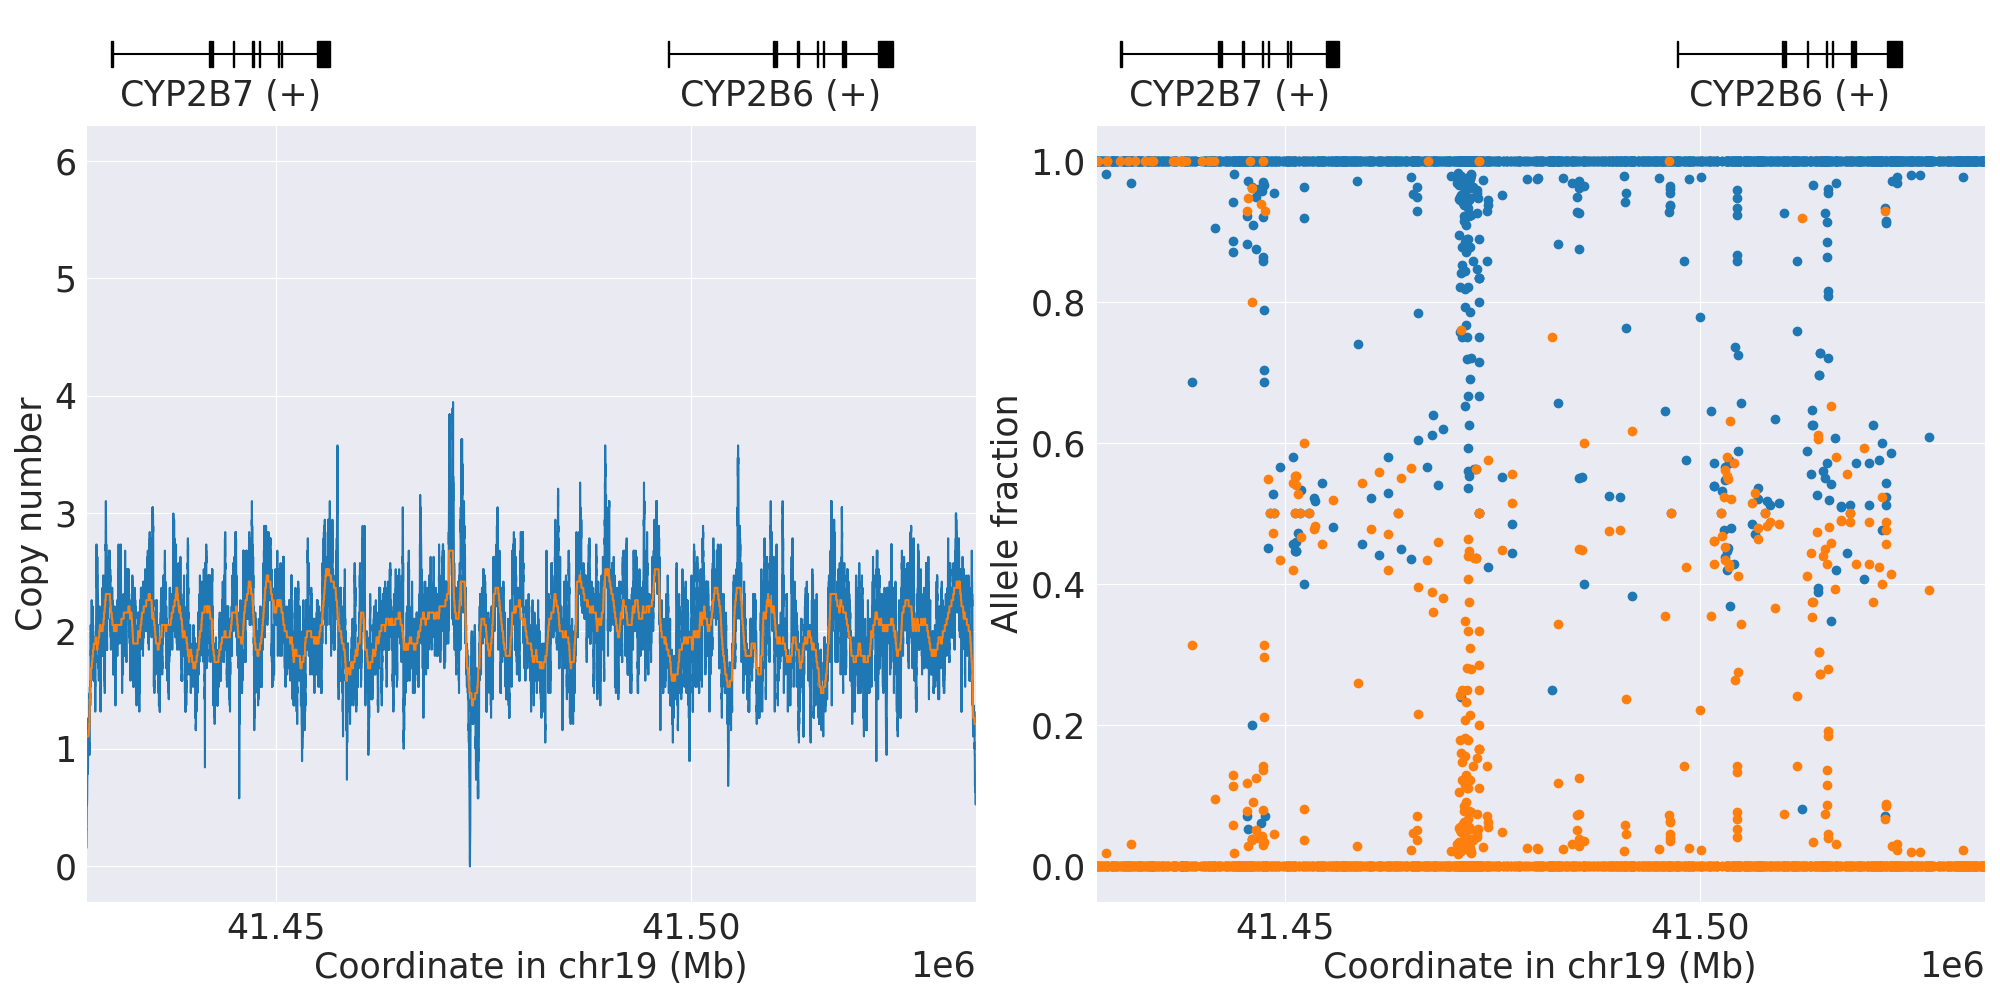 CYP2B7 (+)
CYP2B6 (+)
CYP2B7 (+)
CYP2B6 (+)
Copy number
6
5
4
3
2
1
0
41.45
41.50
Coordinate in chr19 (Mb)
1e6
Allele fraction
1.0
0.8
0.6
0.4
0.2
0.0
41.45
41.50
Coordinate in chr19 (Mb)
1e6